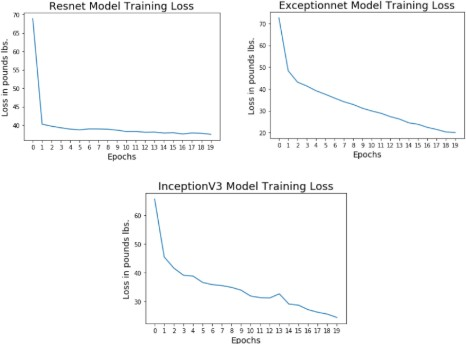 Resnet Model Training Loss
70
65
60
55
50
45
40
Loss in pounds lbs.
0 1 2 3 4 5 6 7 8 9 10 11 12 13 14 15 16 17 18 19
Epochs
Exceptionnet Model Training Loss
70
60
50
40
30
20
Loss in pounds lbs.
0 1 2 3 4 5 6 7 8 9 10 11 12 13 14 15 16 17 18 19
Epochs
InceptionV3 Model Training Loss
60
50
40
30
Loss in pounds lbs.
0 1 2 3 4 5 6 7 8 9 10 11 12 13 14 15 16 17 18 19
Epochs